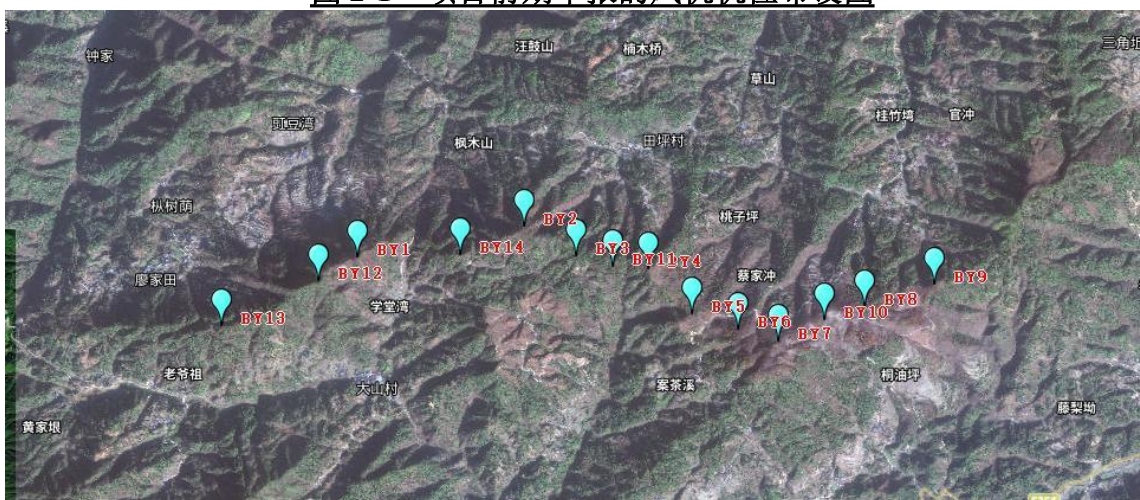 汪鼓山
楠木桥
三角坵
钟家
草山
桂竹塆
官冲
豇豆湾
枫木山
田坪村
枞树荫
桃子坪
BY2
BY1
BY14
BY3
BY11
BY4
BY12
廖家田
蔡家冲
BY9
BY8
学堂湾
BY5
BY10
BY13
BY6
BY7
老爷祖
大山村
案茶溪
桐油坪
藤梨坳
黄家垠